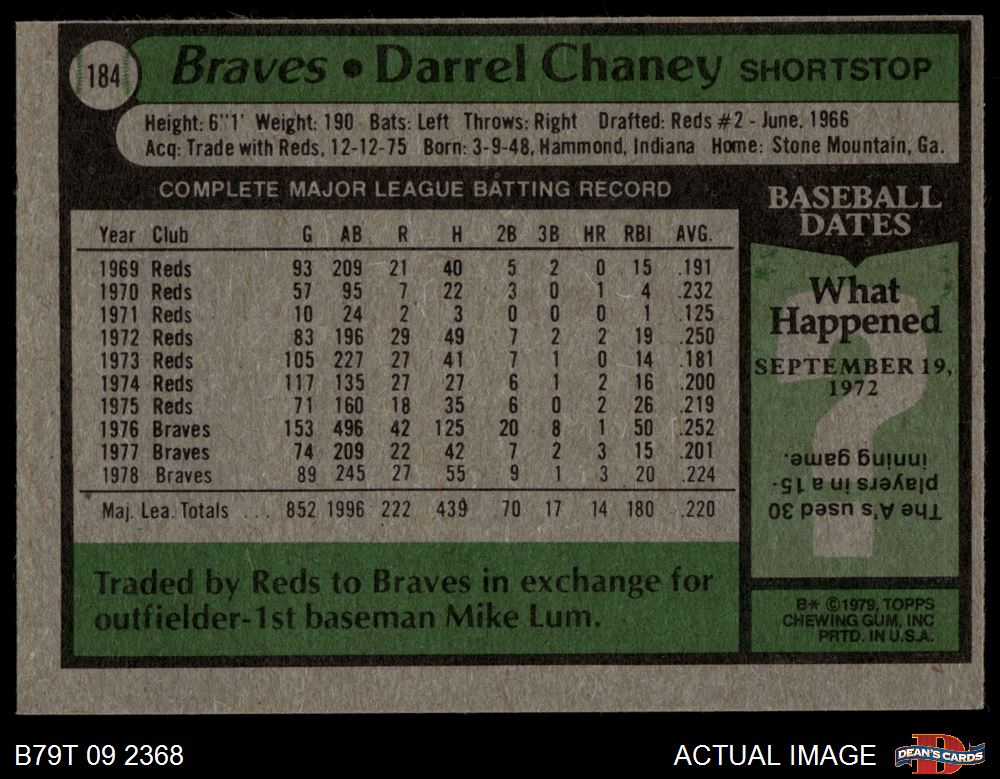 184
Braves • Darrel Chaney SHORTSTOP
Height: 6"1' Weight: 190 Bats: Left Throws: Right Drafted: Reds #2 - June, 1966
Acq: Trade with Reds, 12-12-75 Born: 3-9-48, Hammond, Indiana Home: Stone Mountain, Ga.
COMPLETE MAJOR LEAGUE BATTING RECORD
Year Club G AB R H 2B 3B HR RBI AVG.
1969 Reds 93 209 21 40 5 2 0 15 .191
1970 Reds 57 95 7 22 3 0 1 4 .232
1971 Reds 10 24 2 3 0 0 0 1 .125
1972 Reds 83 196 29 49 7 2 2 19 .250
1973 Reds 105 227 27 41 7 1 0 14 .181
1974 Reds 117 135 27 27 6 1 2 16 .200
1975 Reds 71 160 18 35 6 0 2 26 .219
1976 Braves 153 496 42 125 20 8 1 50 .252
1977 Braves 74 209 22 42 7 2 3 15 .201
1978 Braves 89 245 27 55 9 1 3 20 .224
Maj. Lea. Totals ... 852 1996 222 439 70 17 14 180 .220
Traded by Reds to Braves in exchange for
outfielder-1st baseman Mike Lum.
BASEBALL
DATES
What
Happened
SEPTEMBER 19,
1972
?
The A's used 30
players in a 15-
inning game.
B* ©1979, TOPPS
CHEWING GUM, INC
PRTD. IN U.S.A.
B79T 09 2368
ACTUAL IMAGE
D
DEAN'S CARDS